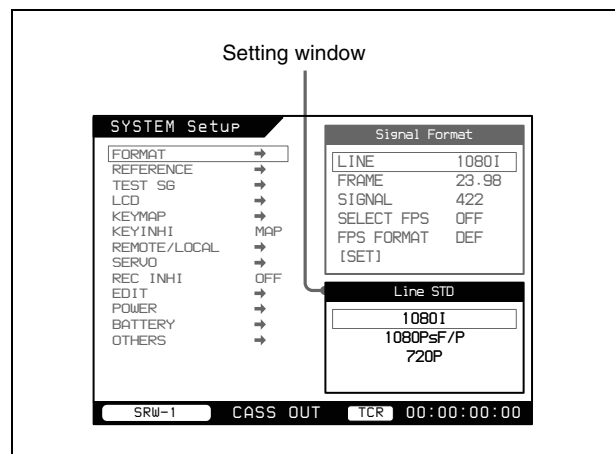 Setting window
SYSTEM Setup
FORMAT ➡
REFERENCE ➡
TEST SG ➡
LCD ➡
KEYMAP ➡
KEYINHI MAP
REMOTE/LOCAL ➡
SERVO ➡
REC INHI OFF
EDIT ➡
POWER ➡
BATTERY ➡
OTHERS ➡
Signal Format
LINE 1080I
FRAME 23.98
SIGNAL 422
SELECT FPS OFF
FPS FORMAT DEF
[SET]
Line STD
1080I
1080PsF/P
720P
SRW-1 CASS OUT TCR 00:00:00:00